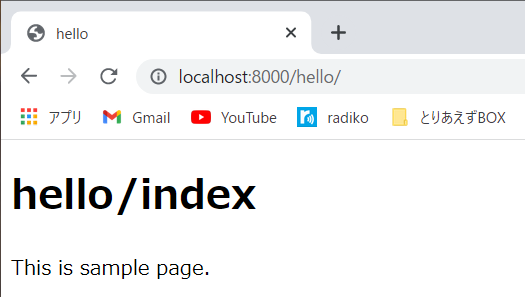 hello
localhost:8000/hello/
アプリ Gmail YouTube radiko とりあえずBOX
hello/index
This is sample page.